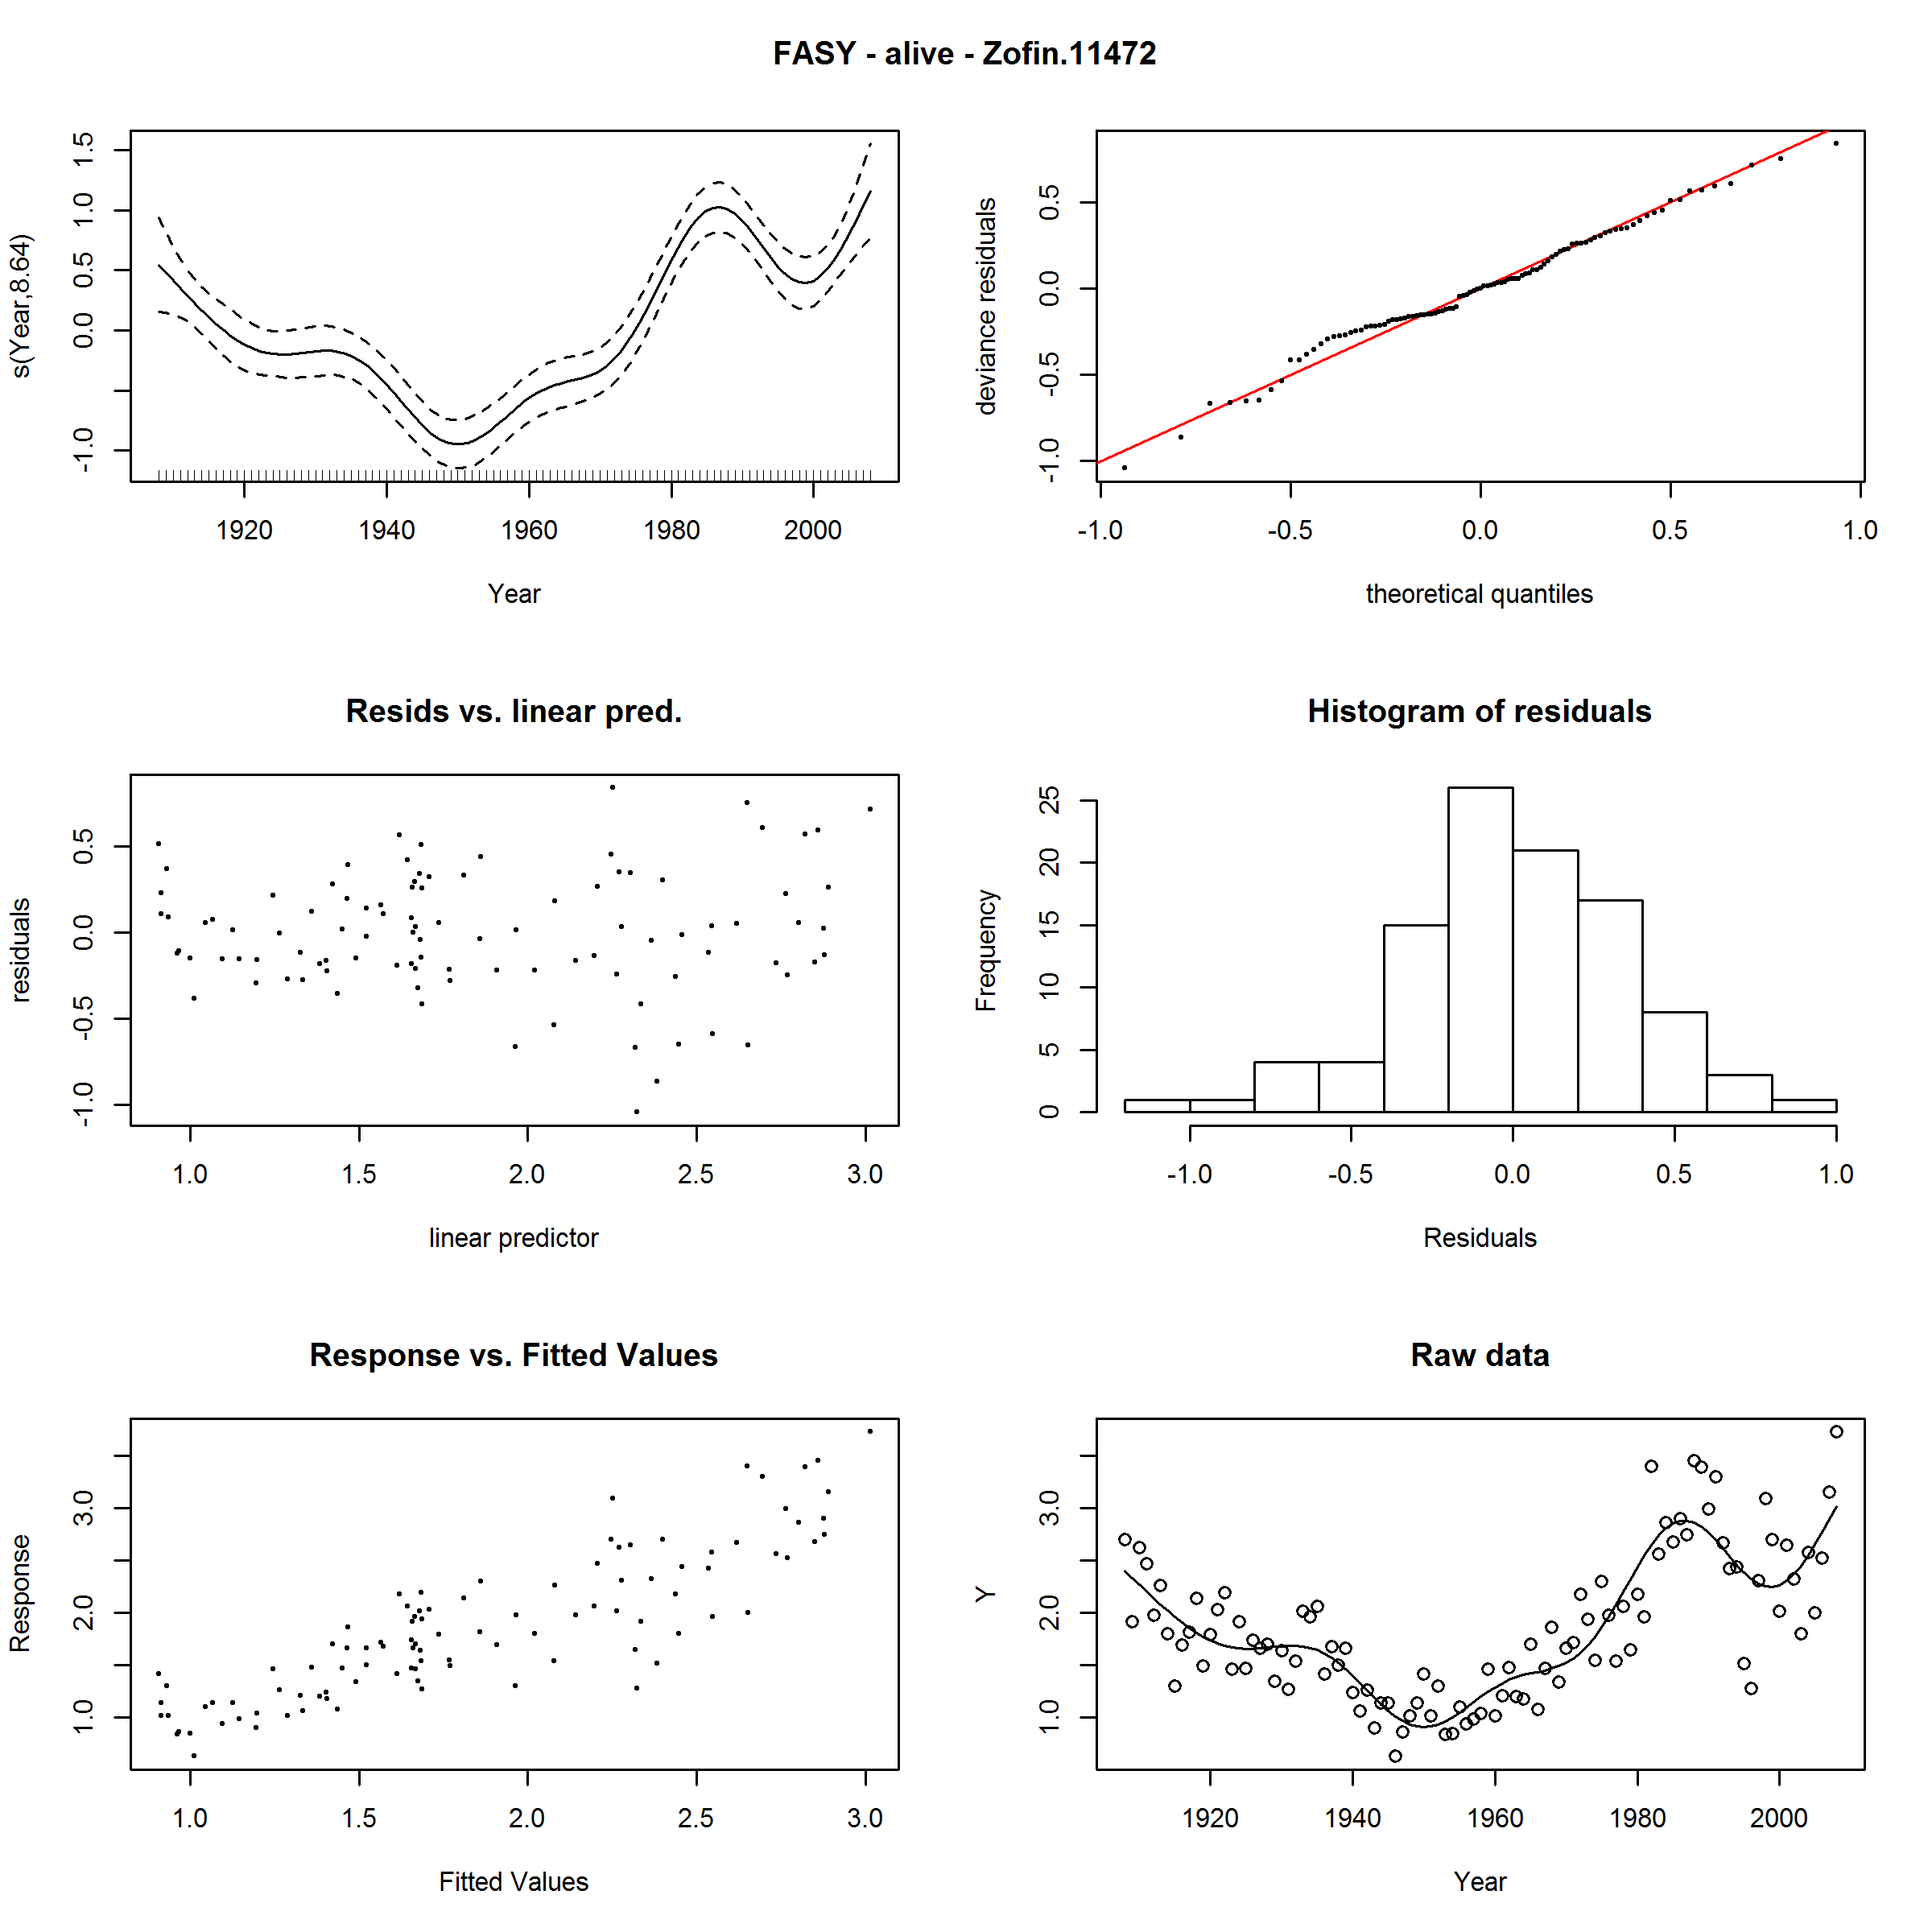 FASY - alive - Zofin.11472
s(Year,8.64)
-1.0 0.0 0.5 1.0 1.5
1920 1940 1960 1980 2000
Year
deviance residuals
-1.0 -0.5 0.0 0.5
-1.0 -0.5 0.0 0.5 1.0
theoretical quantiles
Resids vs. linear pred.
residuals
-1.0 -0.5 0.0 0.5
1.0 1.5 2.0 2.5 3.0
linear predictor
Histogram of residuals
Frequency
0 5 10 15 20 25
-1.0 -0.5 0.0 0.5 1.0
Residuals
Response vs. Fitted Values
Response
1.0 2.0 3.0
1.0 1.5 2.0 2.5 3.0
Fitted Values
Raw data
Y
1.0 2.0 3.0
1920 1940 1960 1980 2000
Year